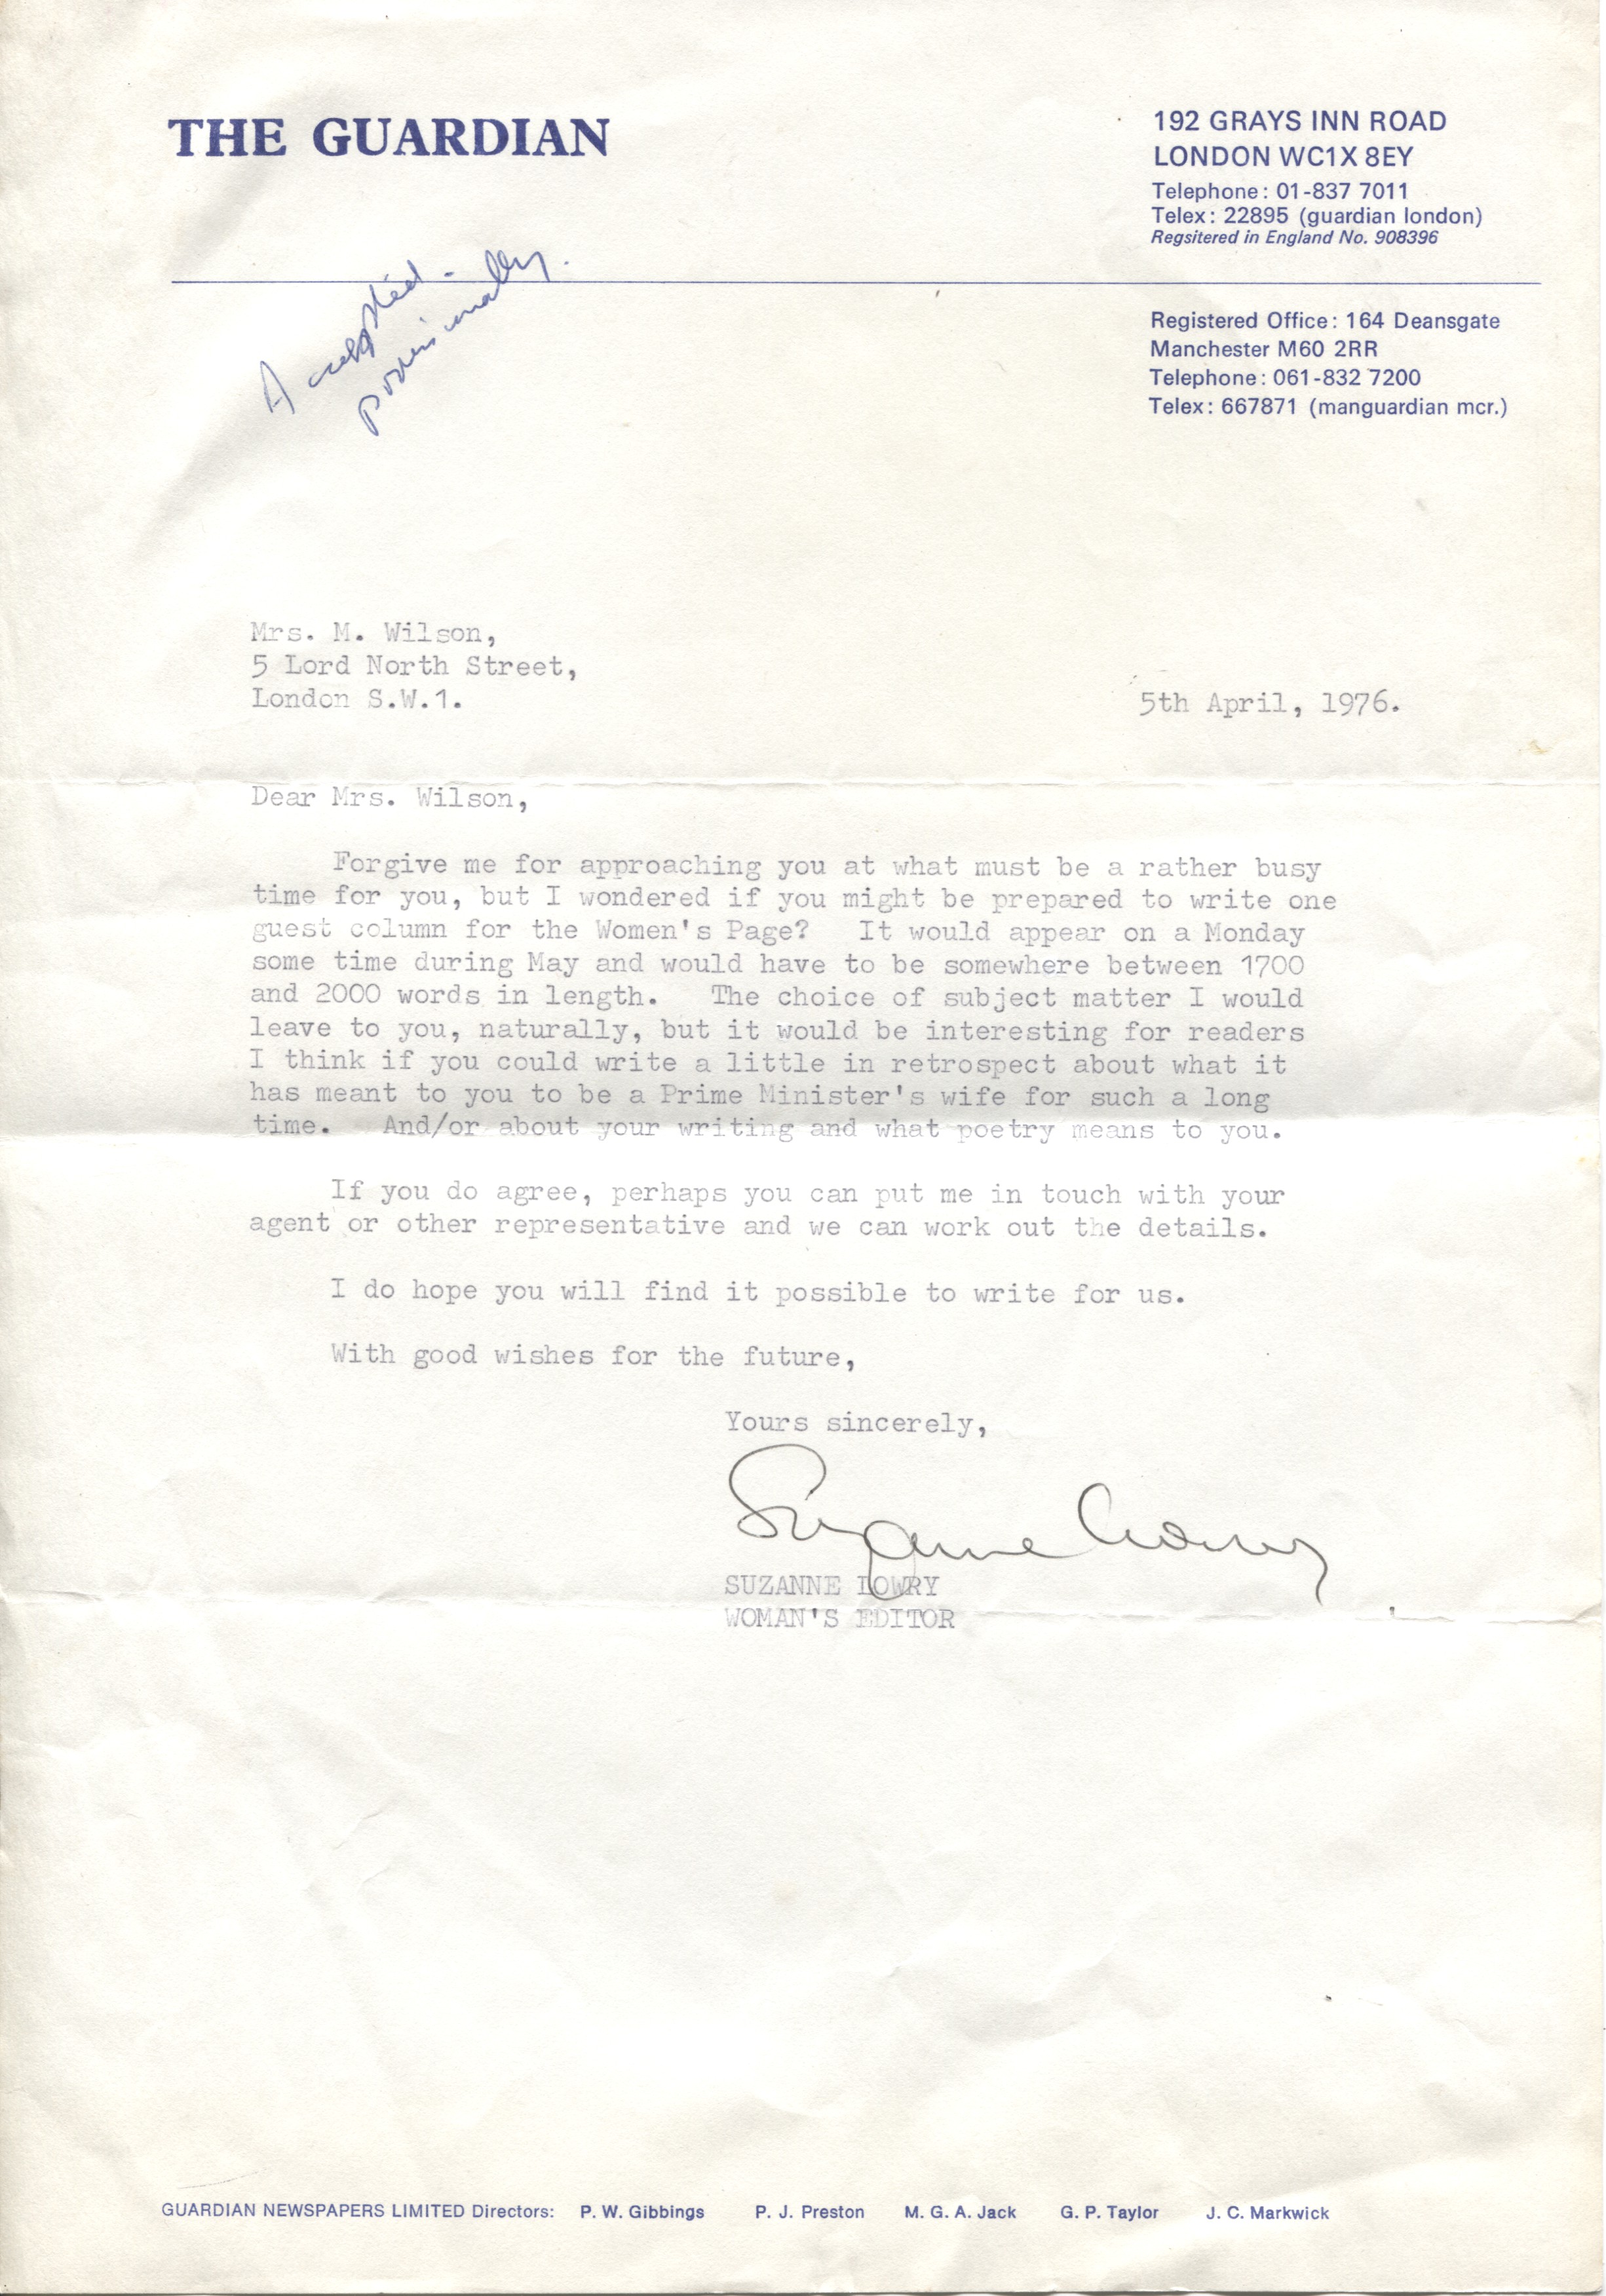 THE GUARDIAN
192 GRAYS INN ROAD
LONDON WC1X 8EY
Telephone: 01-837 7011
Telex: 22895 (guardian london)
Regsitered in England No. 908396
Accepted -
provisionally.
Registered Office: 164 Deansgate
Manchester M60 2RR
Telephone: 061-832 7200
Telex: 667871 (manguardian mcr.)
Mrs. M. Wilson,
5 Lord North Street,
London S.W.1.
5th April, 1976.
Dear Mrs. Wilson,
Forgive me for approaching you at what must be a rather busy
time for you, but I wondered if you might be prepared to write one
guest column for the Women's Page? It would appear on a Monday
some time during May and would have to be somewhere between 1700
and 2000 words in length. The choice of subject matter I would
leave to you, naturally, but it would be interesting for readers
I think if you could write a little in retrospect about what it
has meant to you to be a Prime Minister's wife for such a long
time. And/or about your writing and what poetry means to you.
If you do agree, perhaps you can put me in touch with your
agent or other representative and we can work out the details.
I do hope you will find it possible to write for us.
With good wishes for the future,
Yours sincerely,
Suzanne Lowry
SUZANNE LOWRY
WOMAN'S EDITOR
GUARDIAN NEWSPAPERS LIMITED Directors: P. W. Gibbings P. J. Preston M. G. A. Jack G. P. Taylor J. C. Markwick